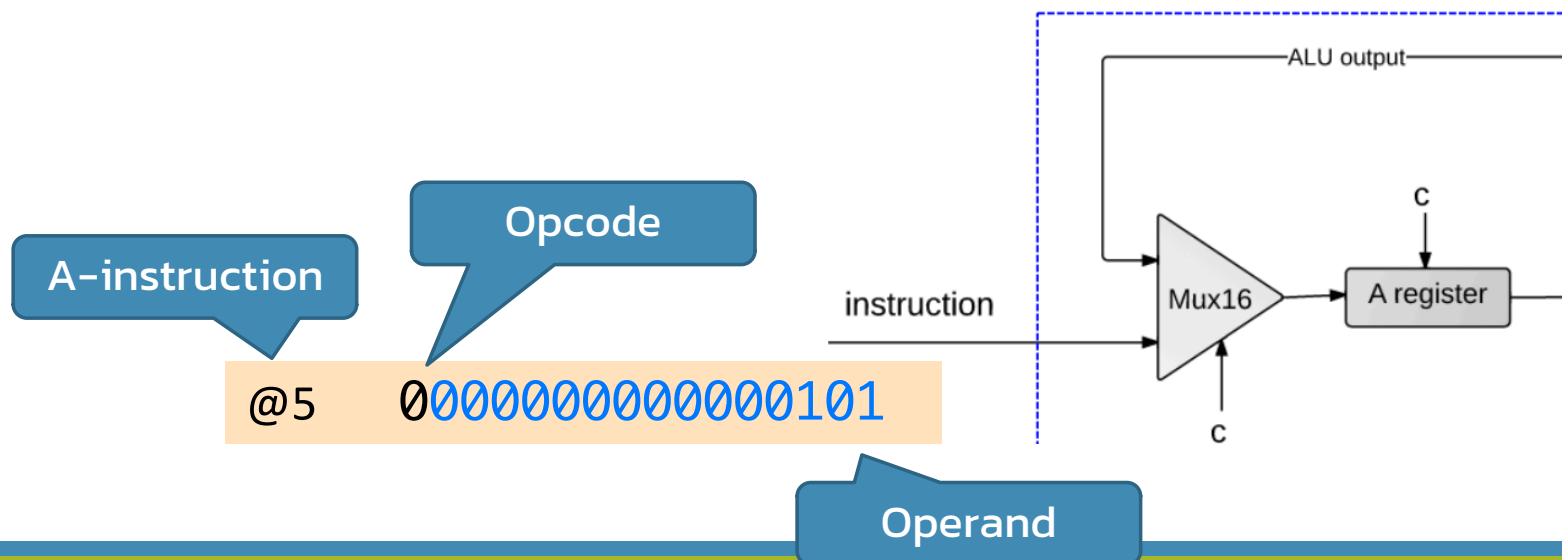 ALU output
c
Opcode
A-instruction
instruction
Mux16
A register
@5 0000000000000101
c
Operand